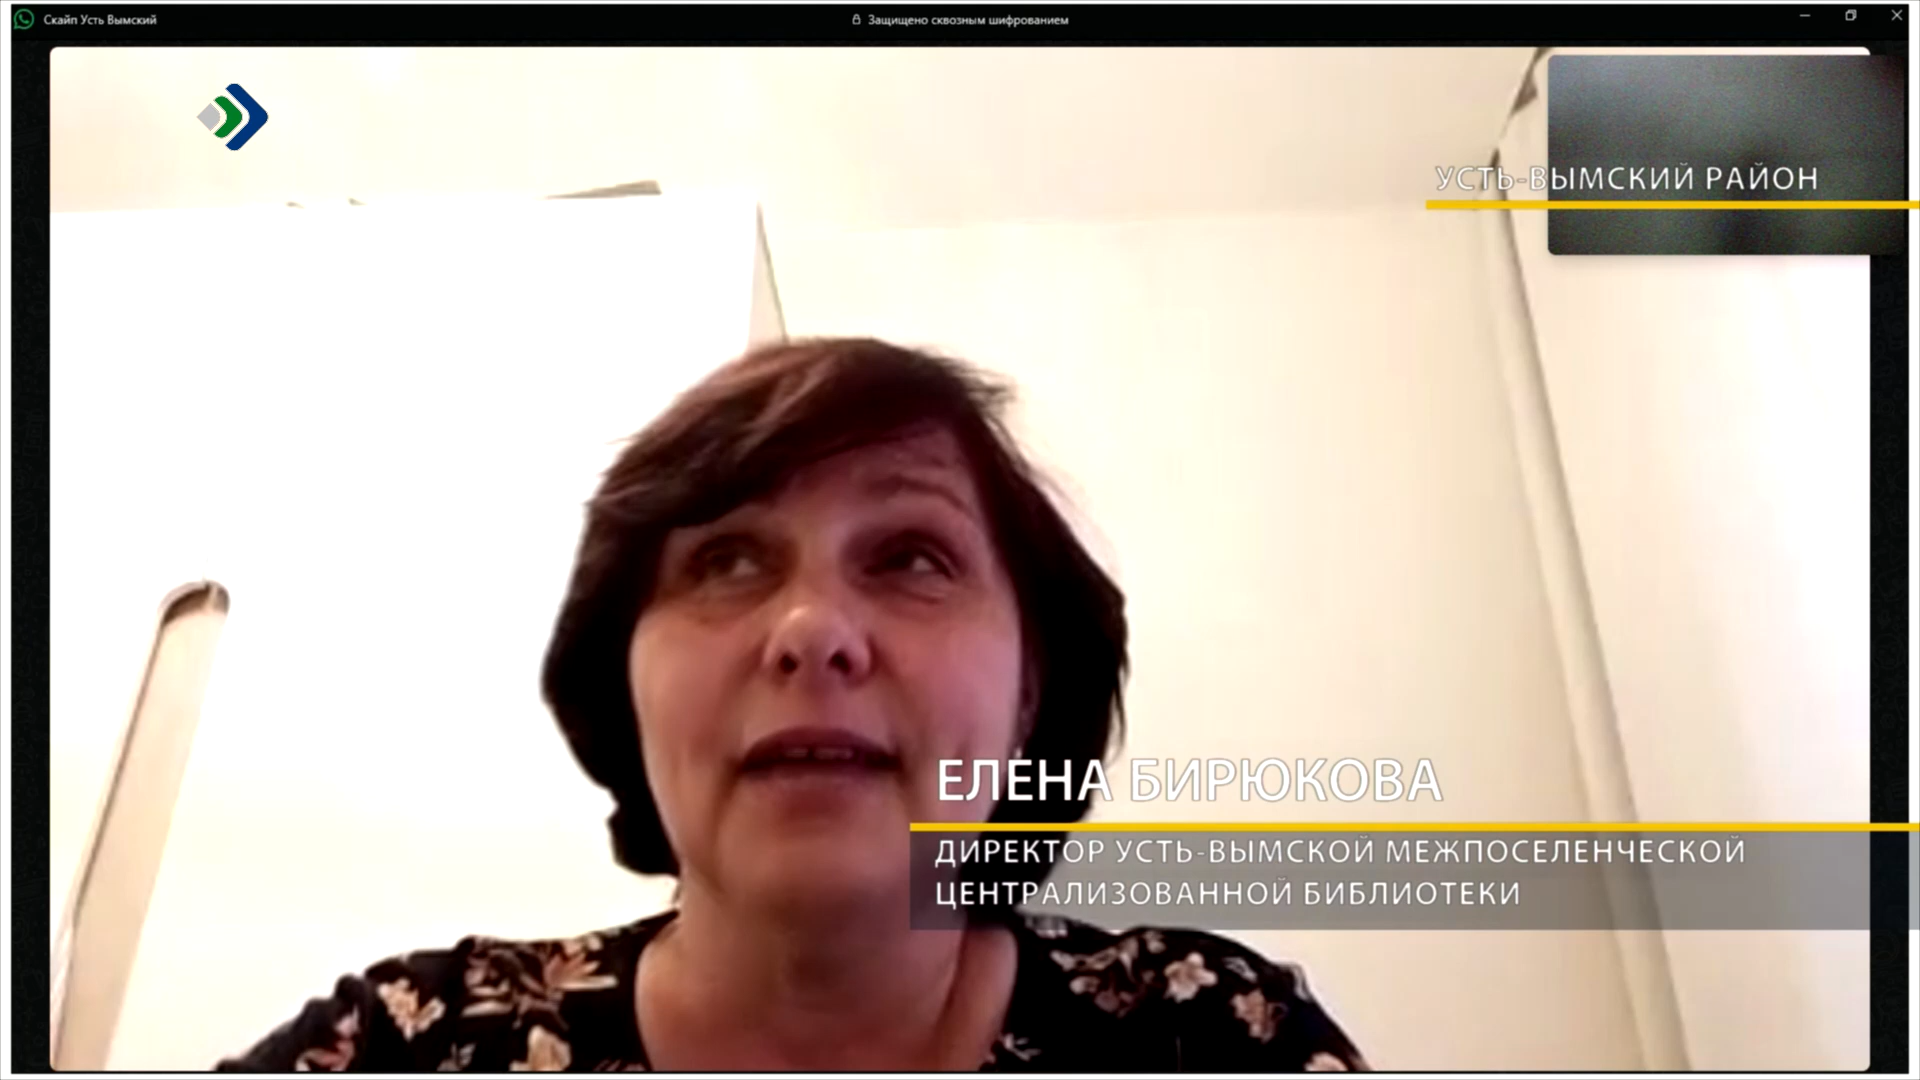 Скайп Усть Вымский
Защищено сквозным шифрованием
УСТЬ-ВЫМСКИЙ РАЙОН
ЕЛЕНА БИРЮКОВА
ДИРЕКТОР УСТЬ-ВЫМСКОЙ МЕЖПОСЕЛЕНЧЕСКОЙ
ЦЕНТРАЛИЗОВАННОЙ БИБЛИОТЕКИ